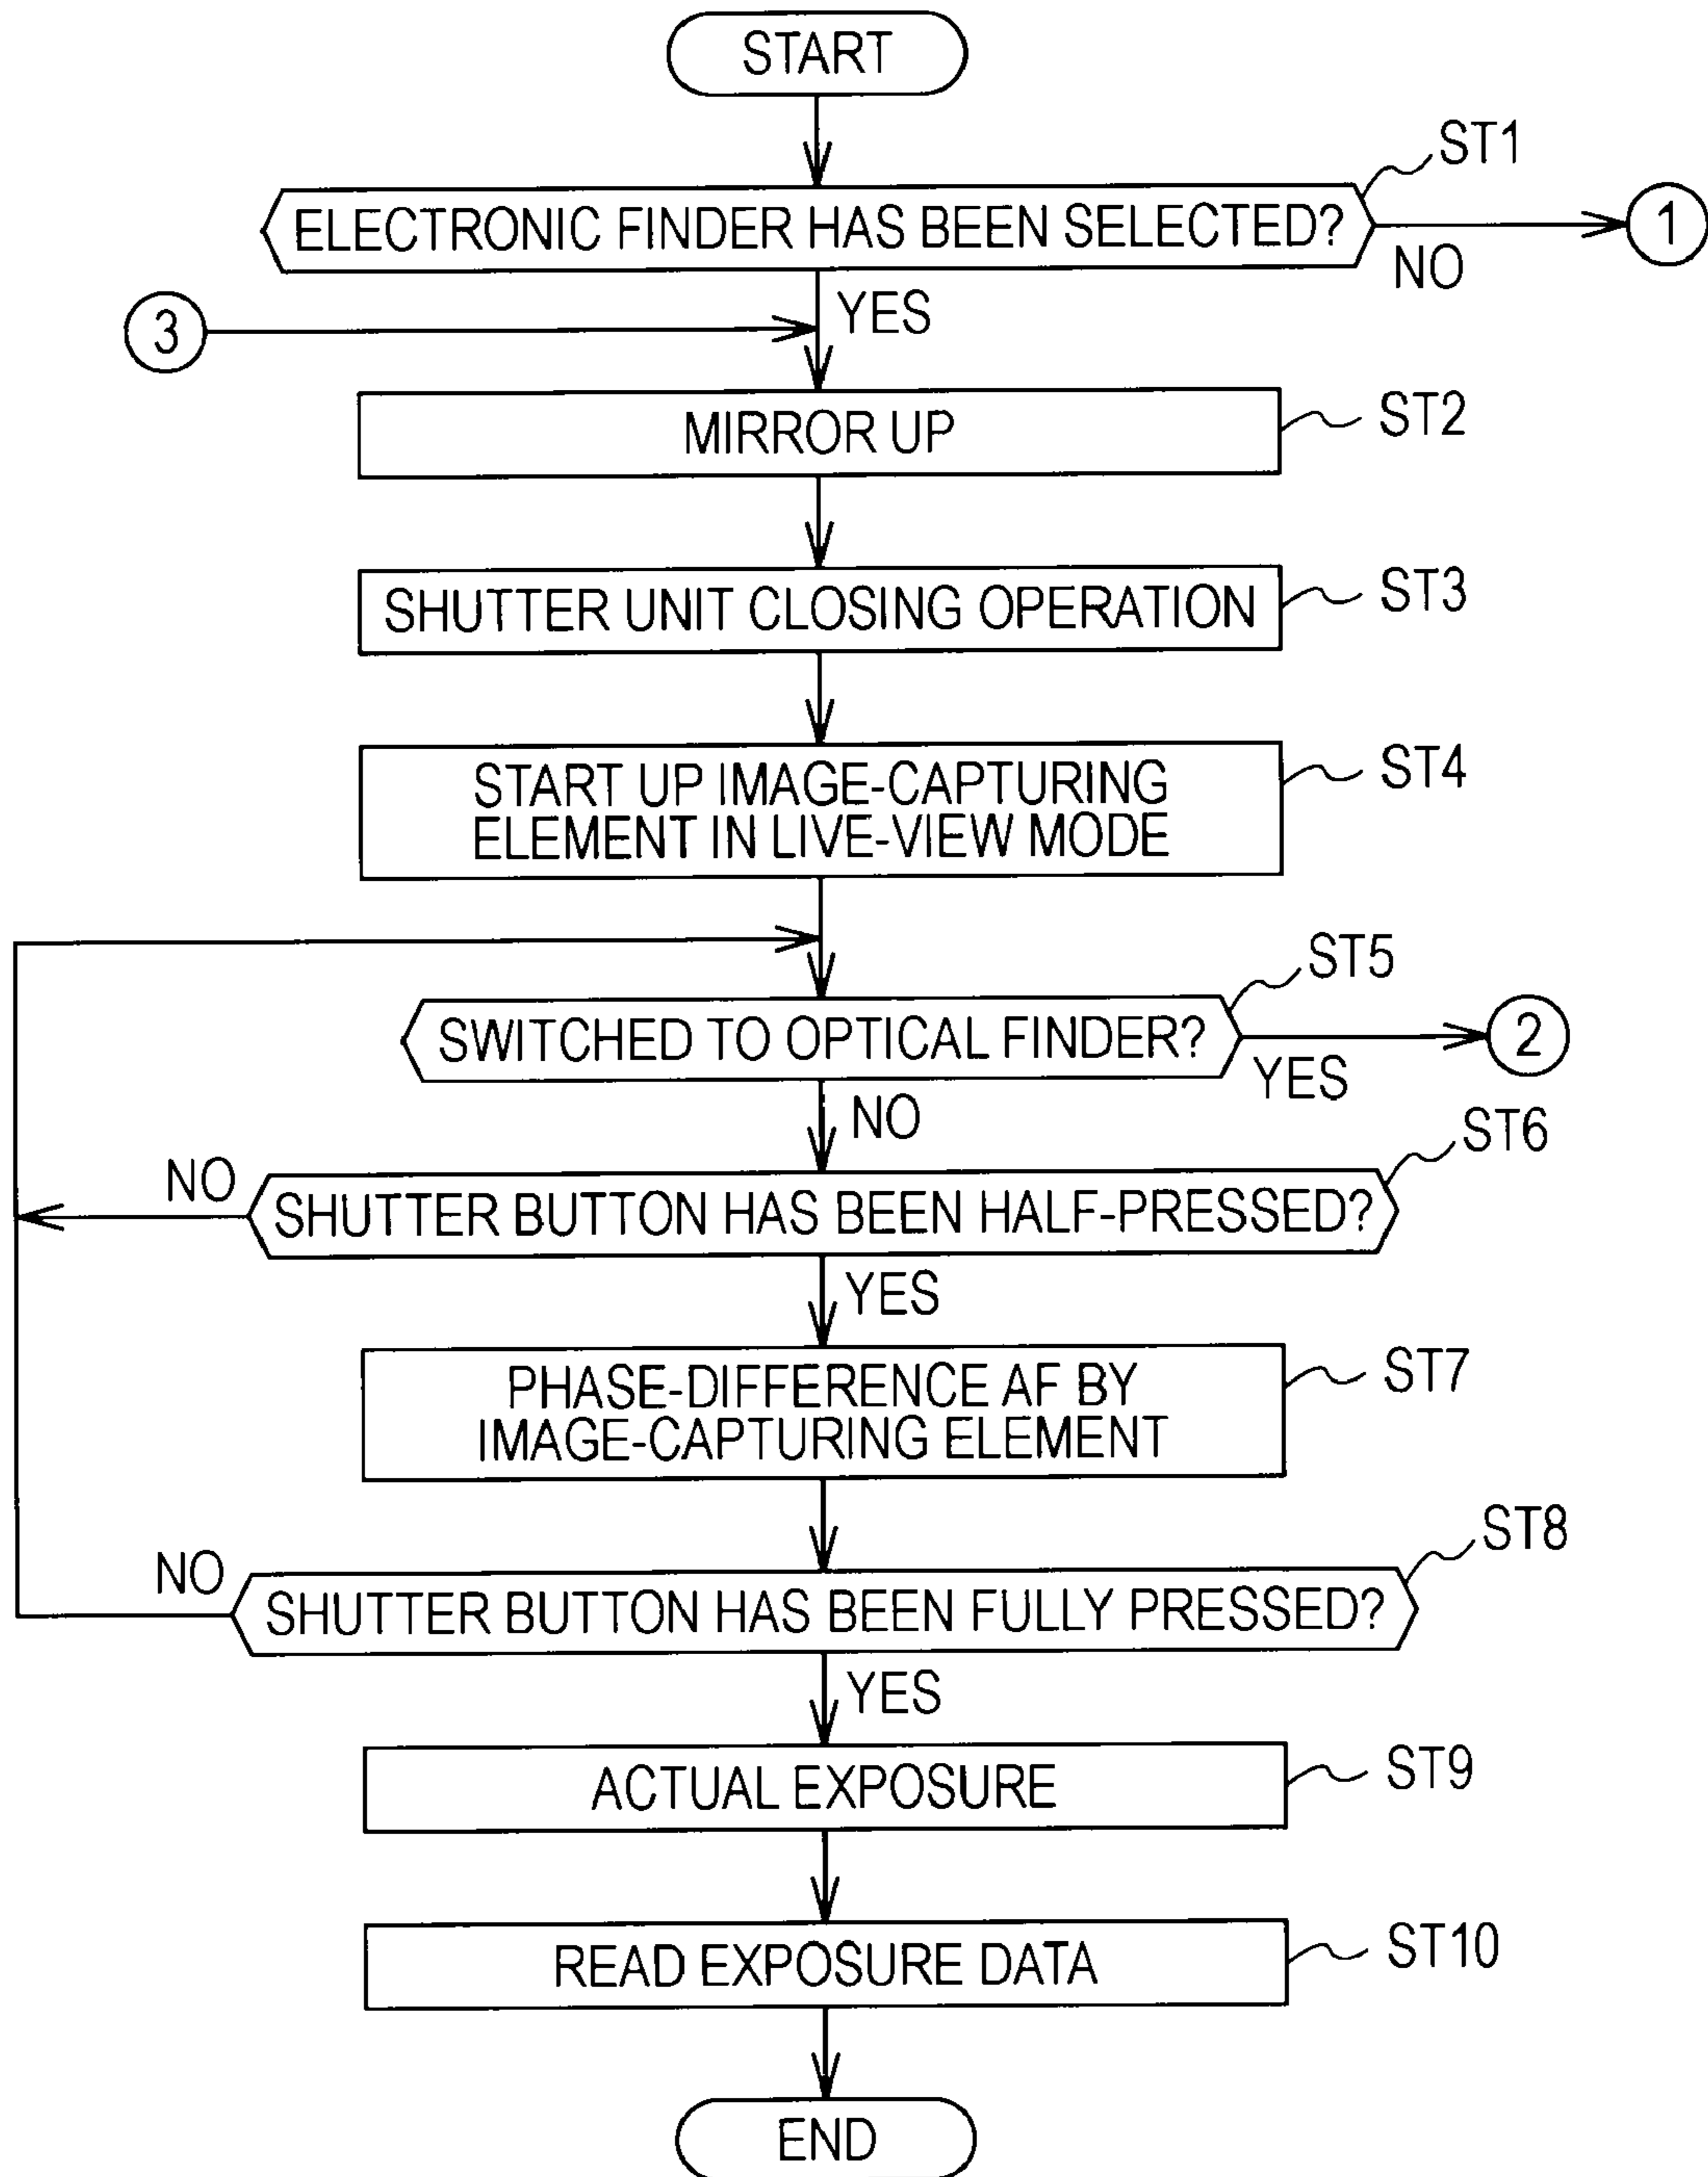 START
ST1
ELECTRONIC FINDER HAS BEEN SELECTED?
1
NO
3
YES
MIRROR UP
ST2
SHUTTER UNIT CLOSING OPERATION
ST3
START UP IMAGE-CAPTURING
ELEMENT IN LIVE-VIEW MODE
ST4
ST5
SWITCHED TO OPTICAL FINDER?
2
YES
NO
ST6
NO
SHUTTER BUTTON HAS BEEN HALF-PRESSED?
YES
PHASE-DIFFERENCE AF BY
IMAGE-CAPTURING ELEMENT
ST7
ST8
NO
SHUTTER BUTTON HAS BEEN FULLY PRESSED?
YES
ACTUAL EXPOSURE
ST9
READ EXPOSURE DATA
ST10
END